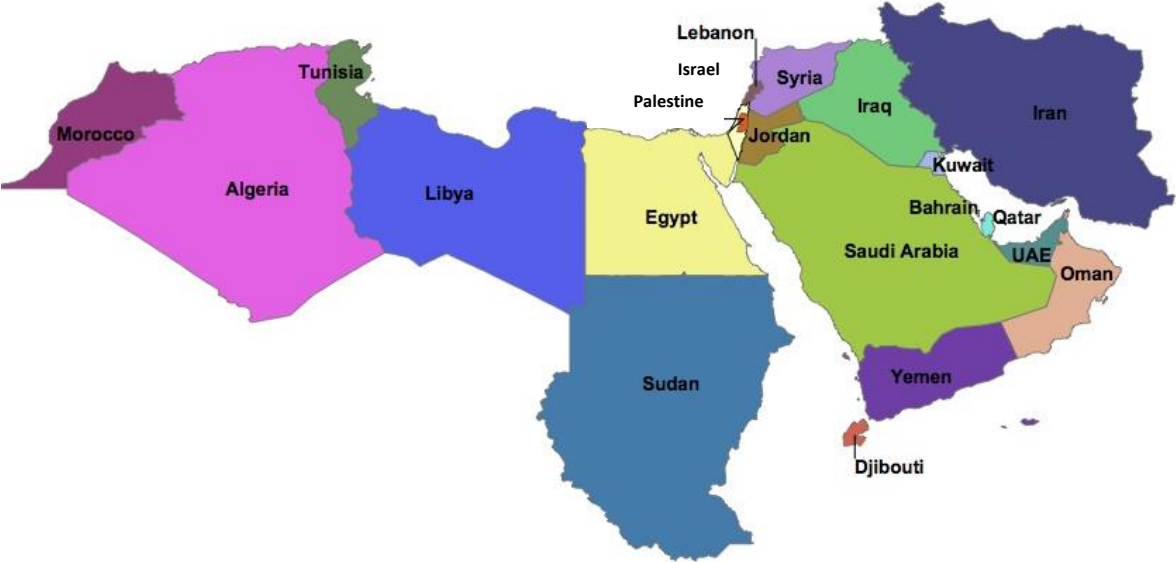 Lebanon
Israel
Syria
Tunisia
Palestine
Iraq
Iran
Morocco
Jordan
Kuwait
Algeria
Libya
Bahrain
Qatar
Egypt
Saudi Arabia
UAE
Oman
Yemen
Sudan
Djibouti